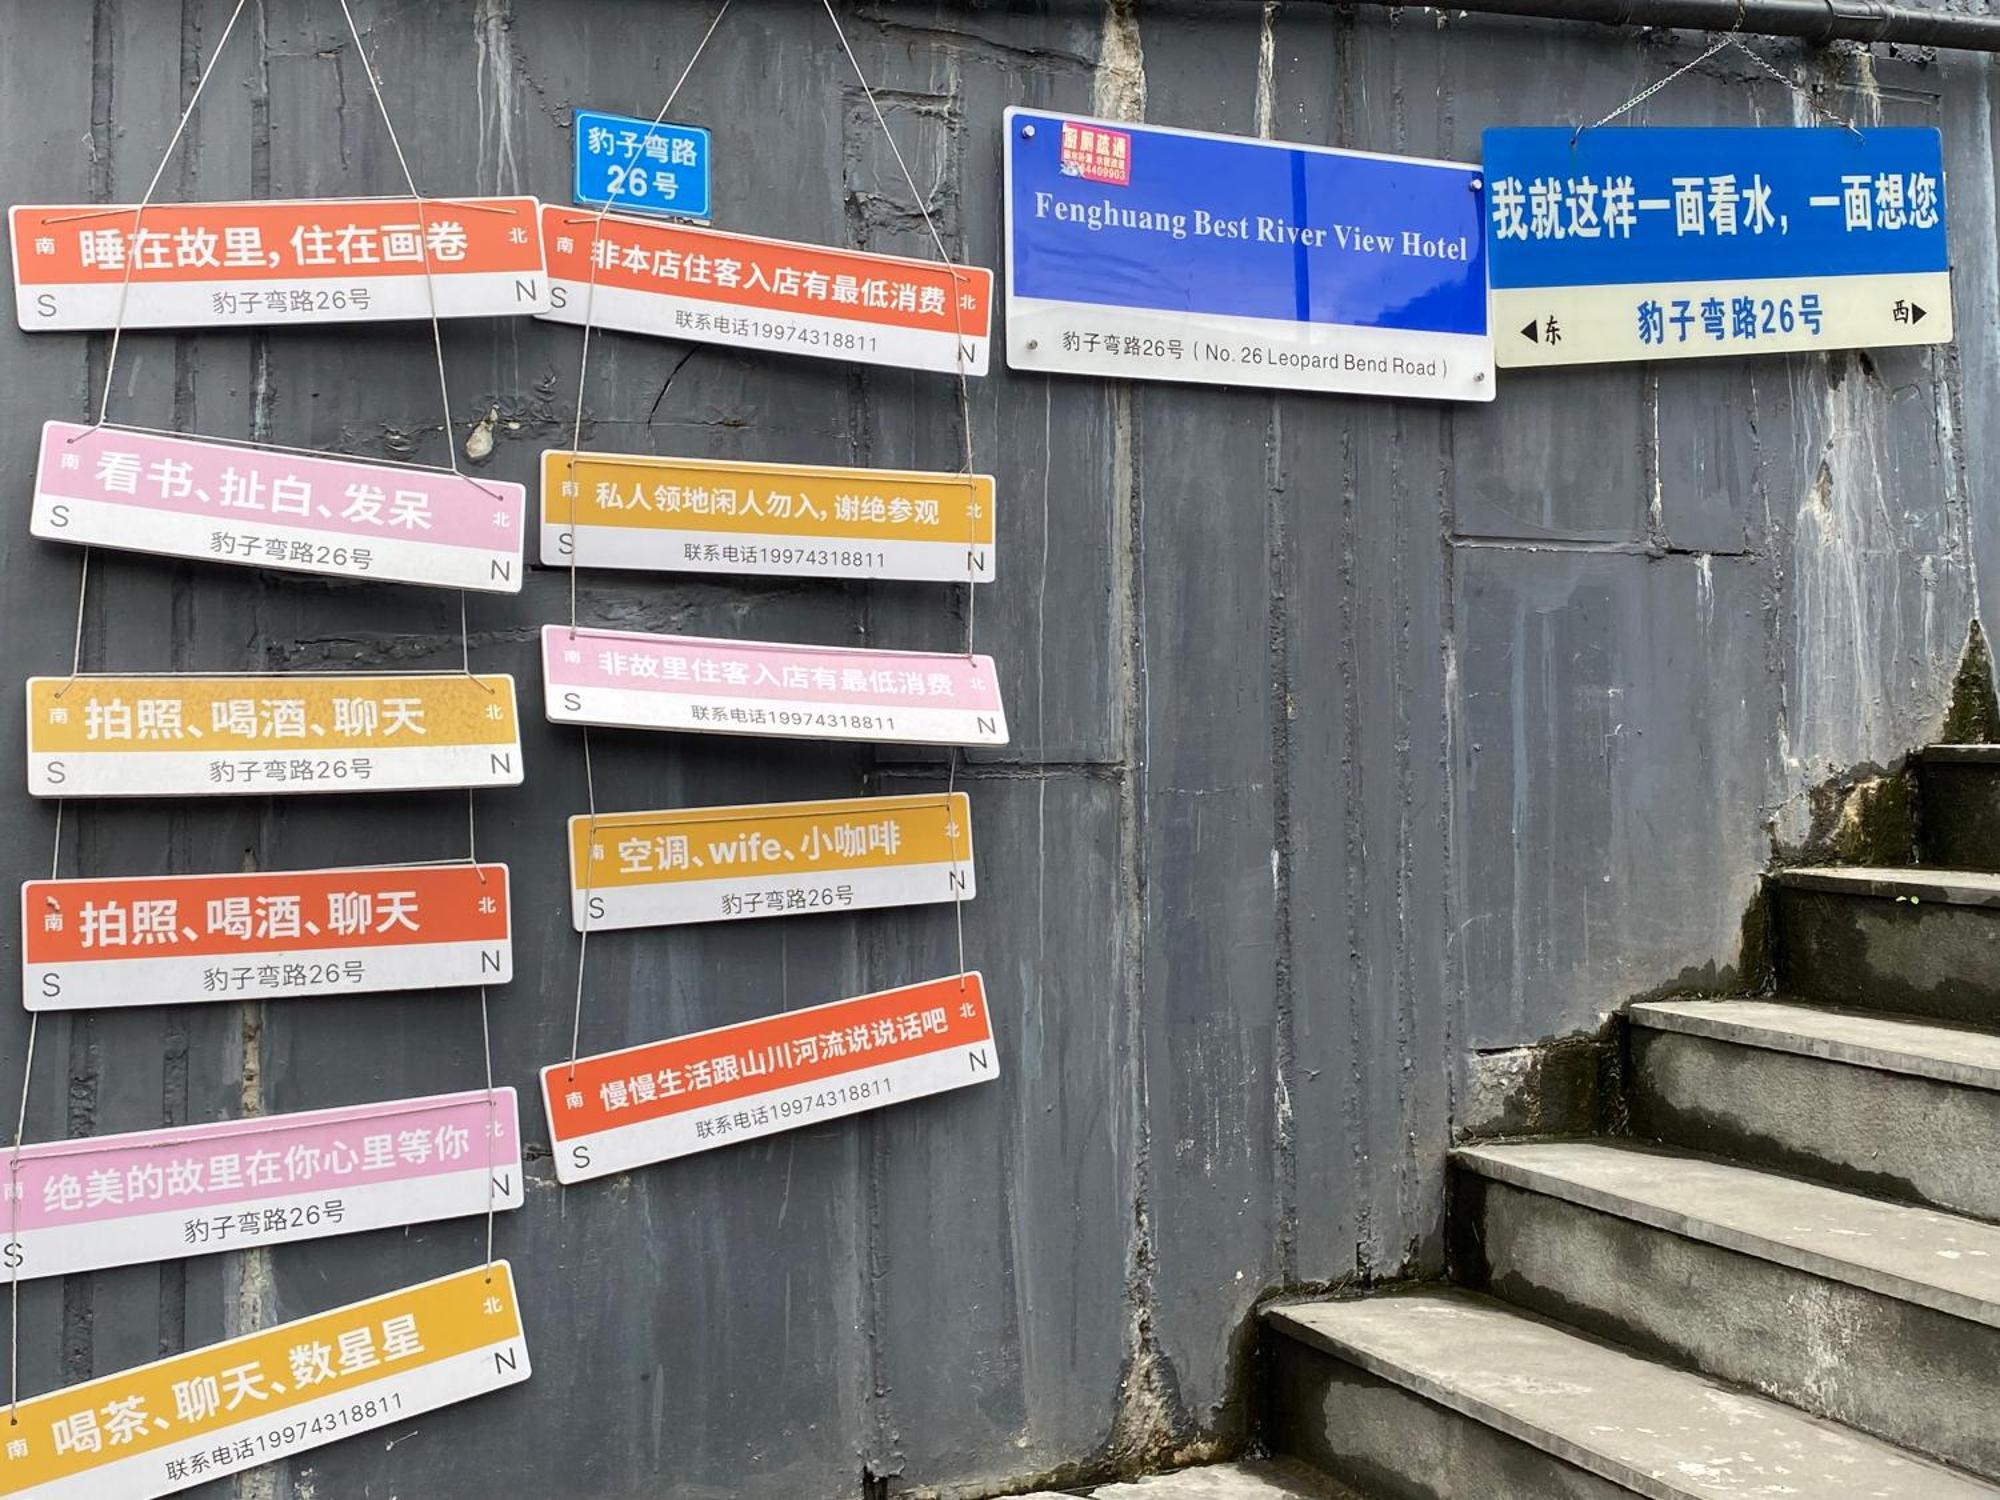 南 睡在故里，住在画卷 北
S 豹子弯路26号 N
南 看书、扯白、发呆 北
S 豹子弯路26号 N
南 拍照、喝酒、聊天 北
S 豹子弯路26号 N
南 拍照、喝酒、聊天 北
S 豹子弯路26号 N
南 绝美的故里在你心里等你 北
S 豹子弯路26号 N
南 喝茶、聊天、数星星 北
联系电话19974318811 N
豹子弯路
26号
南 非本店住客入店有最低消费 北
S 联系电话19974318811 N
南 私人领地闲人勿入，谢绝参观 北
S 联系电话19974318811 N
南 非故里住客入店有最低消费 北
S 联系电话19974318811 N
南 空调、wife、小咖啡 北
S 豹子弯路26号 N
南 慢慢生活跟山川河流说说话吧 北
S 联系电话19974318811 N
厨厕疏通
Fenghuang Best River View Hotel
豹子弯路26号 ( No. 26 Leopard Bend Road )
我就这样一面看水，一面想您
◀东 豹子弯路26号 西▶